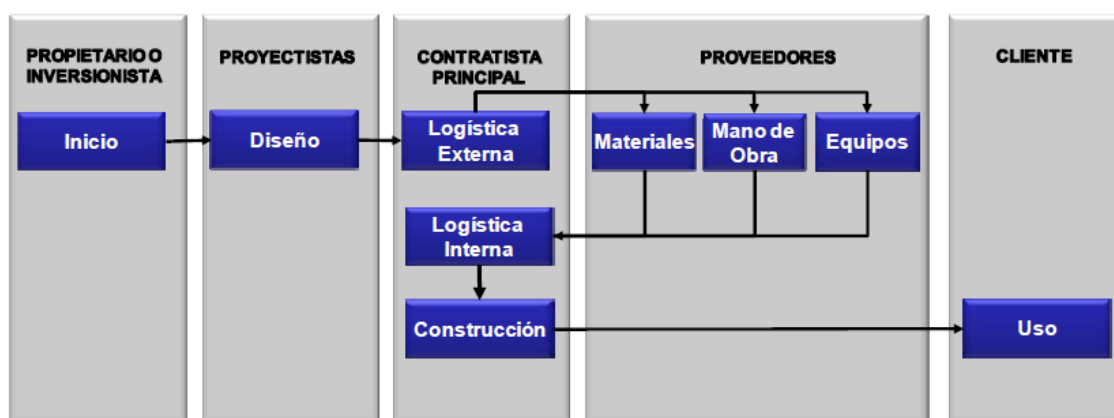 PROPIETARIO O
INVERSIONISTA
PROYECTISTAS
CONTRATISTA
PRINCIPAL
PROVEEDORES
CLIENTE
Inicio
Diseño
Logística
Externa
Materiales
Mano de
Obra
Equipos
Logística
Interna
Construcción
Uso